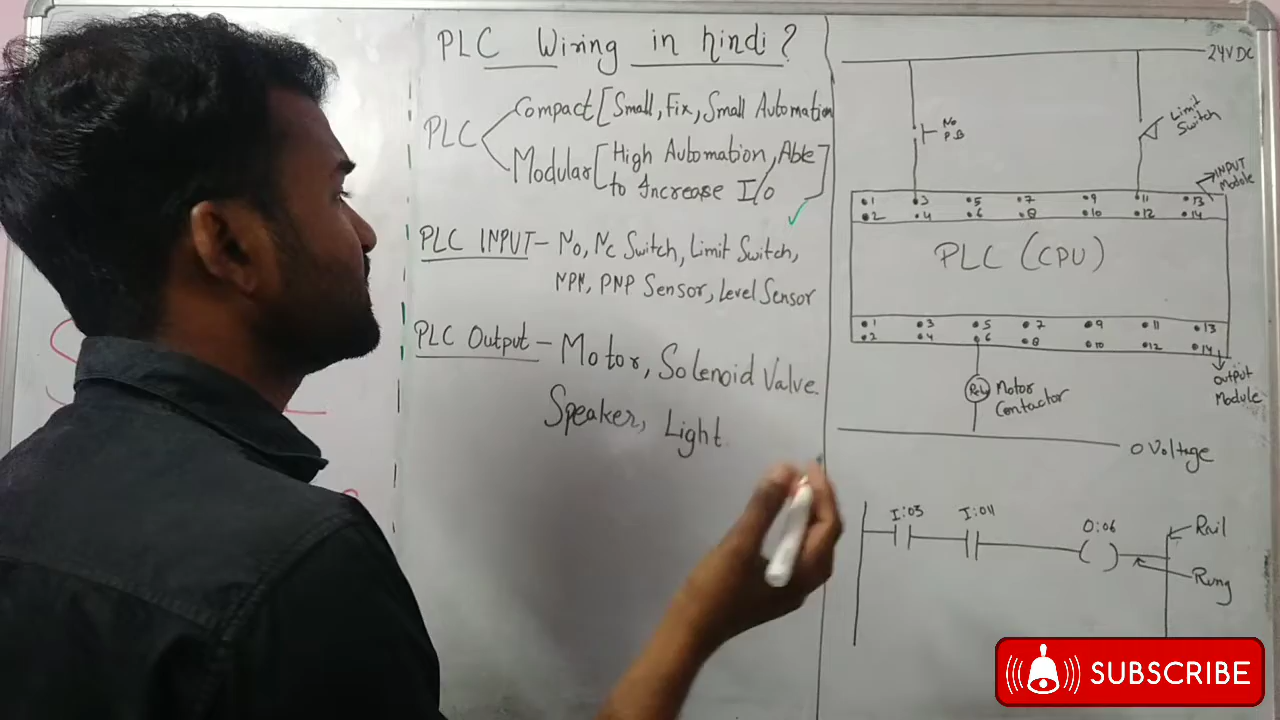 PLC Wiring in hindi?
PLC
Compact [Small, Fix, Small Automation
Modular [High Automation, Able]
to Increase I/o
PLC INPUT - No, Nc Switch, Limit Switch,
NPN, PNP Sensor, Level Sensor
PLC Output - Motor, Solenoid Valve.
Speaker, Light
24V DC
No
P.B
Limit
Switch
INPUT
Module
1 3 5 7 9 11 13
2 4 6 8 10 12 14
PLC (CPU)
1 3 5 7 9 11 13
2 4 6 8 10 12 14
Motor
Contactor
OUTPUT
Module
0 Voltage
I:03 I:011 O:06
Rail
Rung
SUBSCRIBE